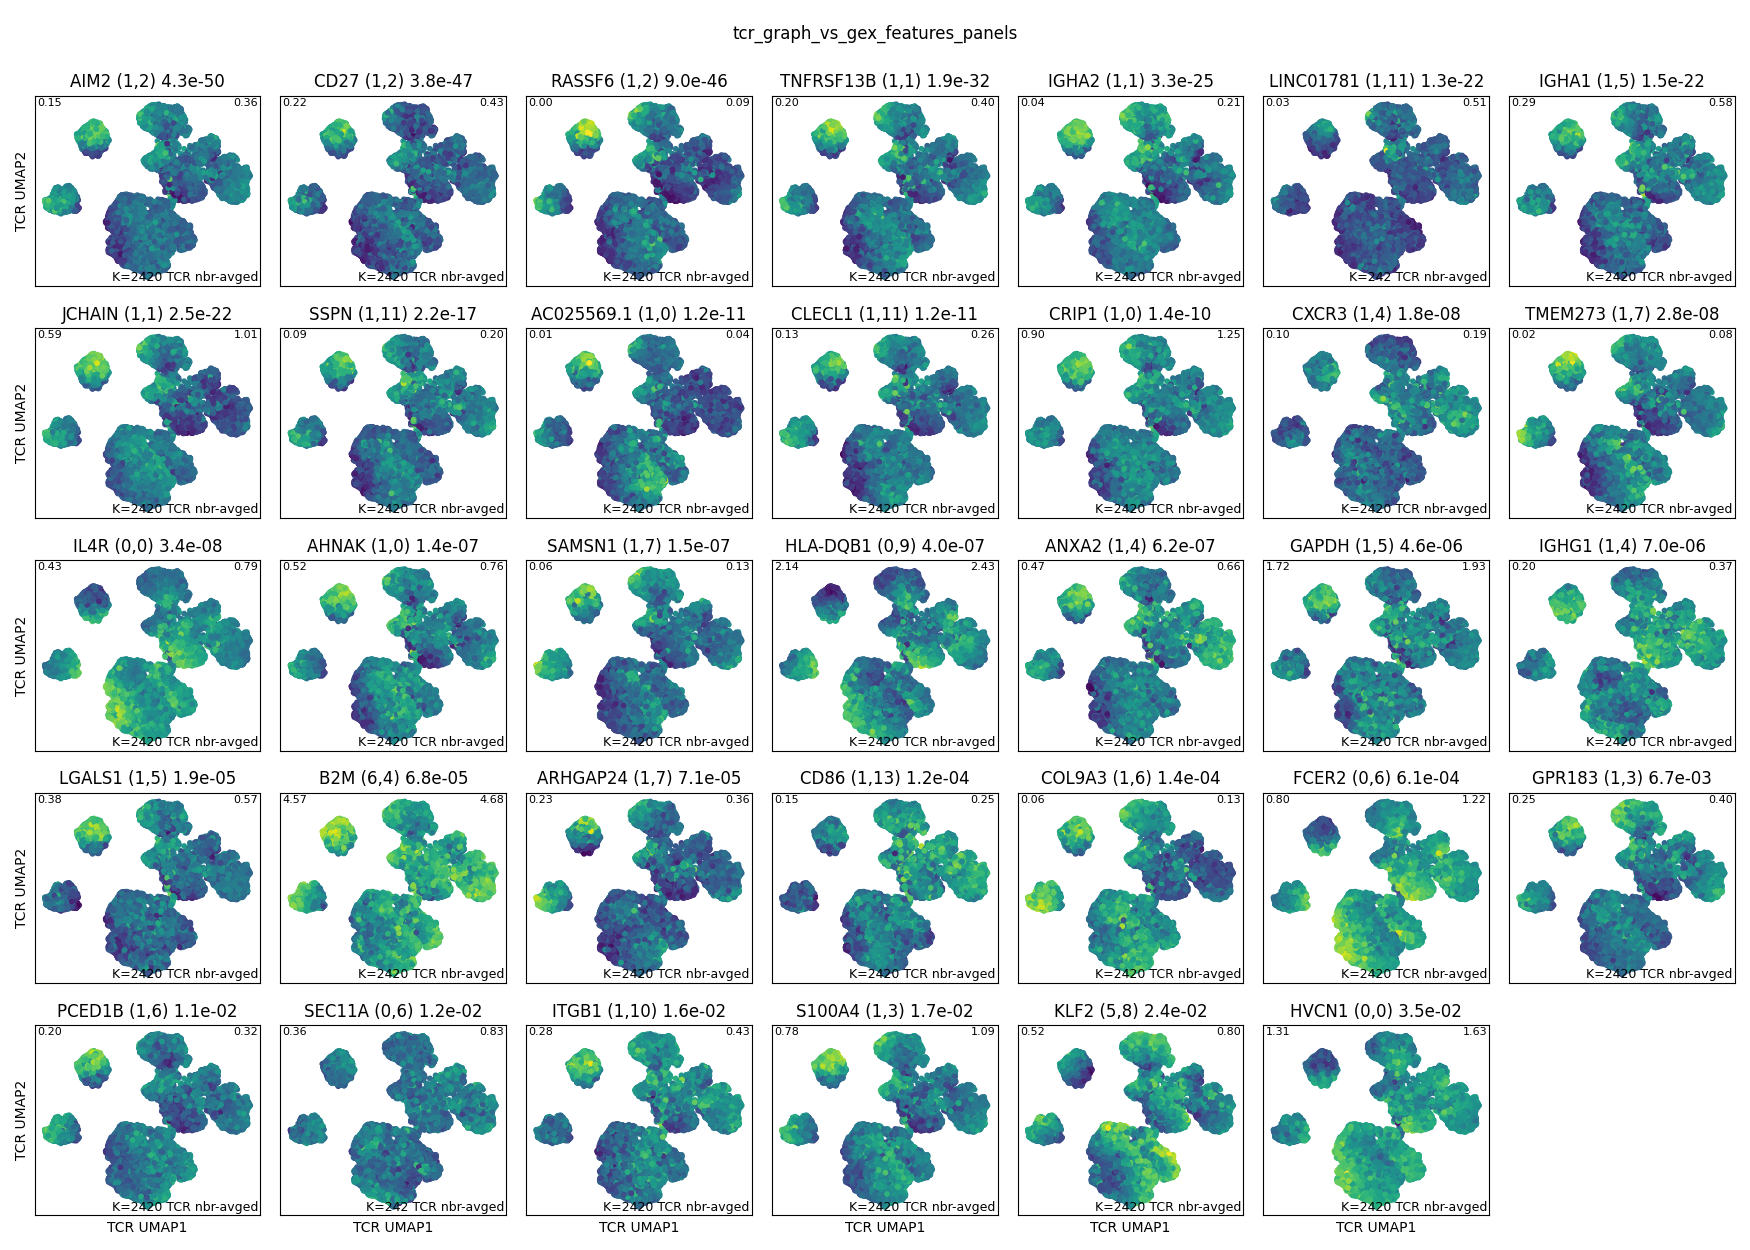 tcr_graph_vs_gex_features_panels
AIM2 (1,2) 4.3e-50 CD27 (1,2) 3.8e-47 RASSF6 (1,2) 9.0e-46 TNFRSF13B (1,1) 1.9e-32 IGHA2 (1,1) 3.3e-25 LINC01781 (1,11) 1.3e-22 IGHA1 (1,5) 1.5e-22
0.15 0.36 0.22 0.43 0.00 0.09 0.20 0.40 0.04 0.21 0.03 0.51 0.29 0.58
TCR UMAP2
K=2420 TCR nbr-avged K=2420 TCR nbr-avged K=2420 TCR nbr-avged K=2420 TCR nbr-avged K=2420 TCR nbr-avged K=242 TCR nbr-avged K=2420 TCR nbr-avged
JCHAIN (1,1) 2.5e-22 SSPN (1,11) 2.2e-17 AC025569.1 (1,0) 1.2e-11 CLECL1 (1,11) 1.2e-11 CRIP1 (1,0) 1.4e-10 CXCR3 (1,4) 1.8e-08 TMEM273 (1,7) 2.8e-08
0.59 1.01 0.09 0.20 0.01 0.04 0.13 0.26 0.90 1.25 0.10 0.19 0.02 0.08
TCR UMAP2
K=2420 TCR nbr-avged K=2420 TCR nbr-avged K=2420 TCR nbr-avged K=2420 TCR nbr-avged K=2420 TCR nbr-avged K=2420 TCR nbr-avged K=2420 TCR nbr-avged
IL4R (0,0) 3.4e-08 AHNAK (1,0) 1.4e-07 SAMSN1 (1,7) 1.5e-07 HLA-DQB1 (0,9) 4.0e-07 ANXA2 (1,4) 6.2e-07 GAPDH (1,5) 4.6e-06 IGHG1 (1,4) 7.0e-06
0.43 0.79 0.52 0.76 0.06 0.13 2.14 2.43 0.47 0.66 1.72 1.93 0.20 0.37
TCR UMAP2
K=2420 TCR nbr-avged K=2420 TCR nbr-avged K=2420 TCR nbr-avged K=2420 TCR nbr-avged K=2420 TCR nbr-avged K=2420 TCR nbr-avged K=2420 TCR nbr-avged
LGALS1 (1,5) 1.9e-05 B2M (6,4) 6.8e-05 ARHGAP24 (1,7) 7.1e-05 CD86 (1,13) 1.2e-04 COL9A3 (1,6) 1.4e-04 FCER2 (0,6) 6.1e-04 GPR183 (1,3) 6.7e-03
0.38 0.57 4.57 4.68 0.23 0.36 0.15 0.25 0.06 0.13 0.80 1.22 0.25 0.40
TCR UMAP2
K=2420 TCR nbr-avged K=2420 TCR nbr-avged K=2420 TCR nbr-avged K=2420 TCR nbr-avged K=2420 TCR nbr-avged K=2420 TCR nbr-avged K=2420 TCR nbr-avged
PCED1B (1,6) 1.1e-02 SEC11A (0,6) 1.2e-02 ITGB1 (1,10) 1.6e-02 S100A4 (1,3) 1.7e-02 KLF2 (5,8) 2.4e-02 HVCN1 (0,0) 3.5e-02
0.20 0.32 0.36 0.83 0.28 0.43 0.78 1.09 0.52 0.80 1.31 1.63
TCR UMAP2
K=2420 TCR nbr-avged K=242 TCR nbr-avged K=2420 TCR nbr-avged K=2420 TCR nbr-avged K=2420 TCR nbr-avged K=2420 TCR nbr-avged
TCR UMAP1 TCR UMAP1 TCR UMAP1 TCR UMAP1 TCR UMAP1 TCR UMAP1